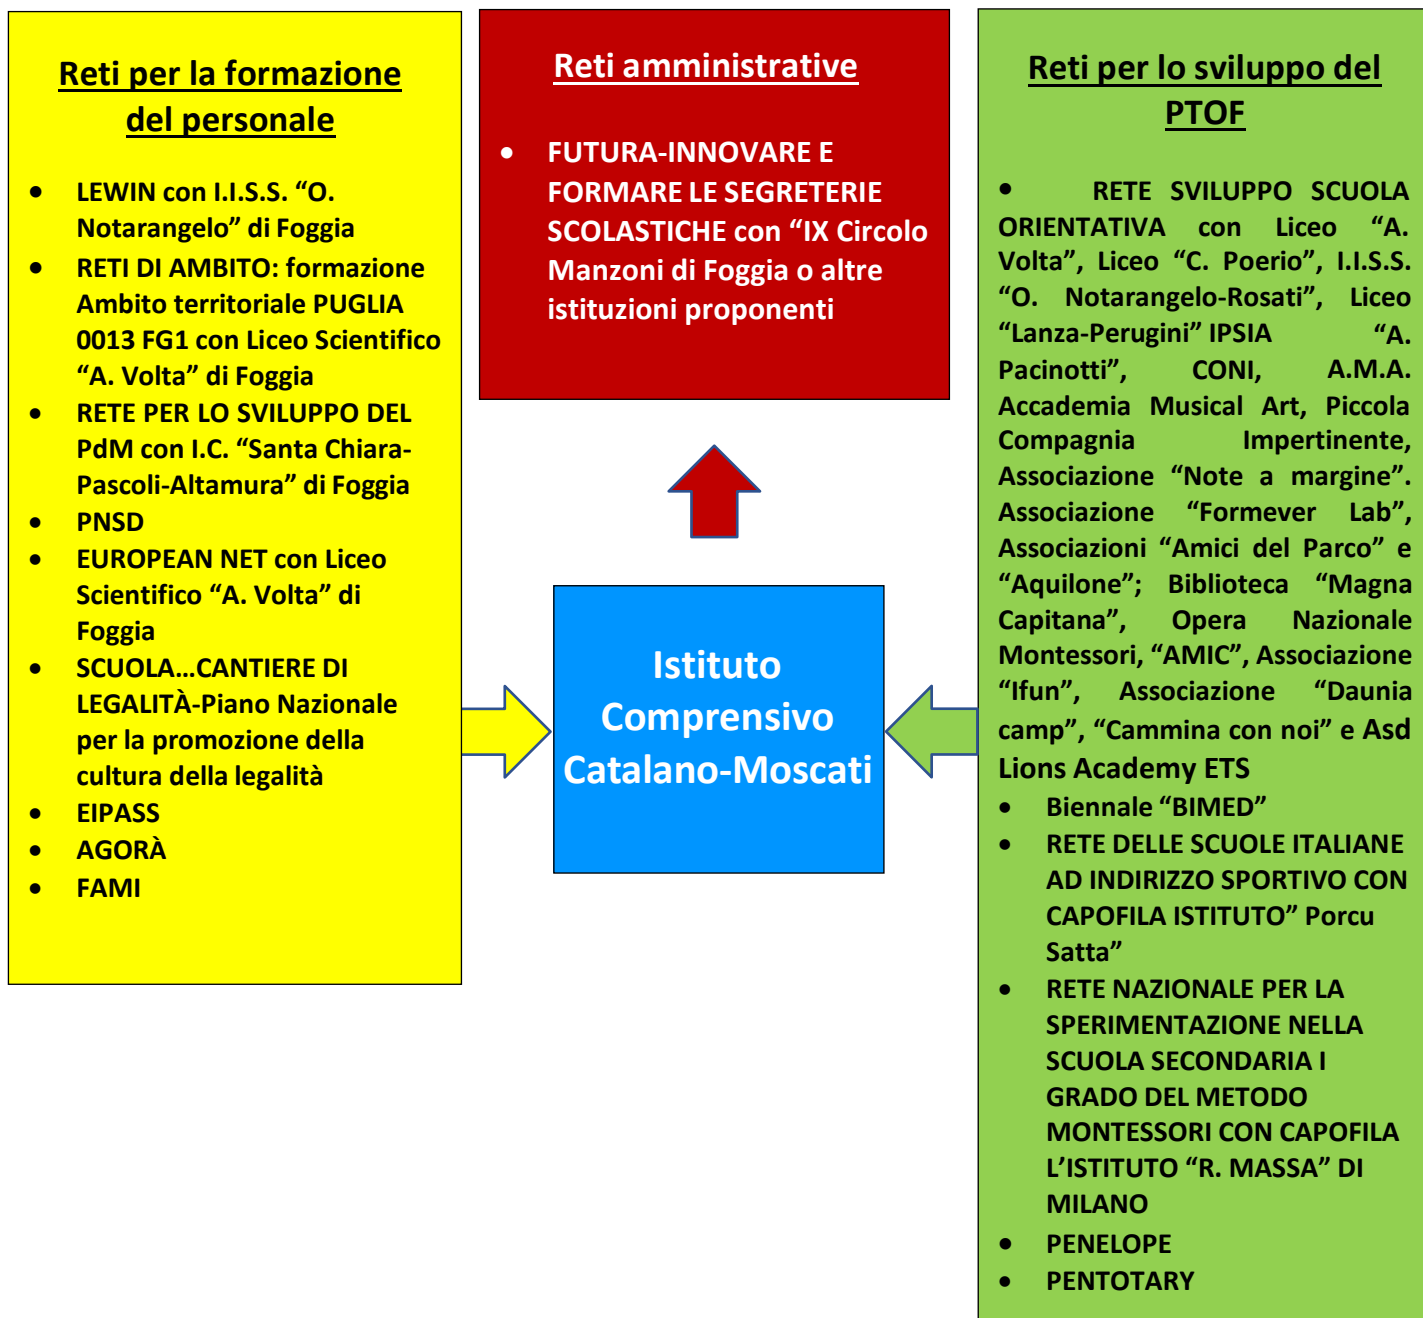 Reti per la formazione
del personale
• LEWIN con I.I.S.S. “O.
Notarangelo” di Foggia
• RETI DI AMBITO: formazione
Ambito territoriale PUGLIA
0013 FG1 con Liceo Scientifico
“A. Volta” di Foggia
• RETE PER LO SVILUPPO DEL
PdM con I.C. “Santa Chiara-
Pascoli-Altamura” di Foggia
• PNSD
• EUROPEAN NET con Liceo
Scientifico “A. Volta” di
Foggia
• SCUOLA…CANTIERE DI
LEGALITÀ-Piano Nazionale
per la promozione della
cultura della legalità
• EIPASS
• AGORÀ
• FAMI
Reti amministrative
• FUTURA-INNOVARE E
FORMARE LE SEGRETERIE
SCOLASTICHE con “IX Circolo
Manzoni di Foggia o altre
istituzioni proponenti
Istituto
Comprensivo
Catalano-Moscati
Reti per lo sviluppo del
PTOF
• RETE SVILUPPO SCUOLA
ORIENTATIVA con Liceo “A.
Volta”, Liceo “C. Poerio”, I.I.S.S.
“O. Notarangelo-Rosati”, Liceo
“Lanza-Perugini” IPSIA “A.
Pacinotti”, CONI, A.M.A.
Accademia Musical Art, Piccola
Compagnia Impertinente,
Associazione “Note a margine”.
Associazione “Formever Lab”,
Associazioni “Amici del Parco” e
“Aquilone”; Biblioteca “Magna
Capitana”, Opera Nazionale
Montessori, “AMIC”, Associazione
“Ifun”, Associazione “Daunia
camp”, “Cammina con noi” e Asd
Lions Academy ETS
• Biennale “BIMED”
• RETE DELLE SCUOLE ITALIANE
AD INDIRIZZO SPORTIVO CON
CAPOFILA ISTITUTO” Porcu
Satta”
• RETE NAZIONALE PER LA
SPERIMENTAZIONE NELLA
SCUOLA SECONDARIA I
GRADO DEL METODO
MONTESSORI CON CAPOFILA
L’ISTITUTO “R. MASSA” DI
MILANO
• PENELOPE
• PENTOTARY